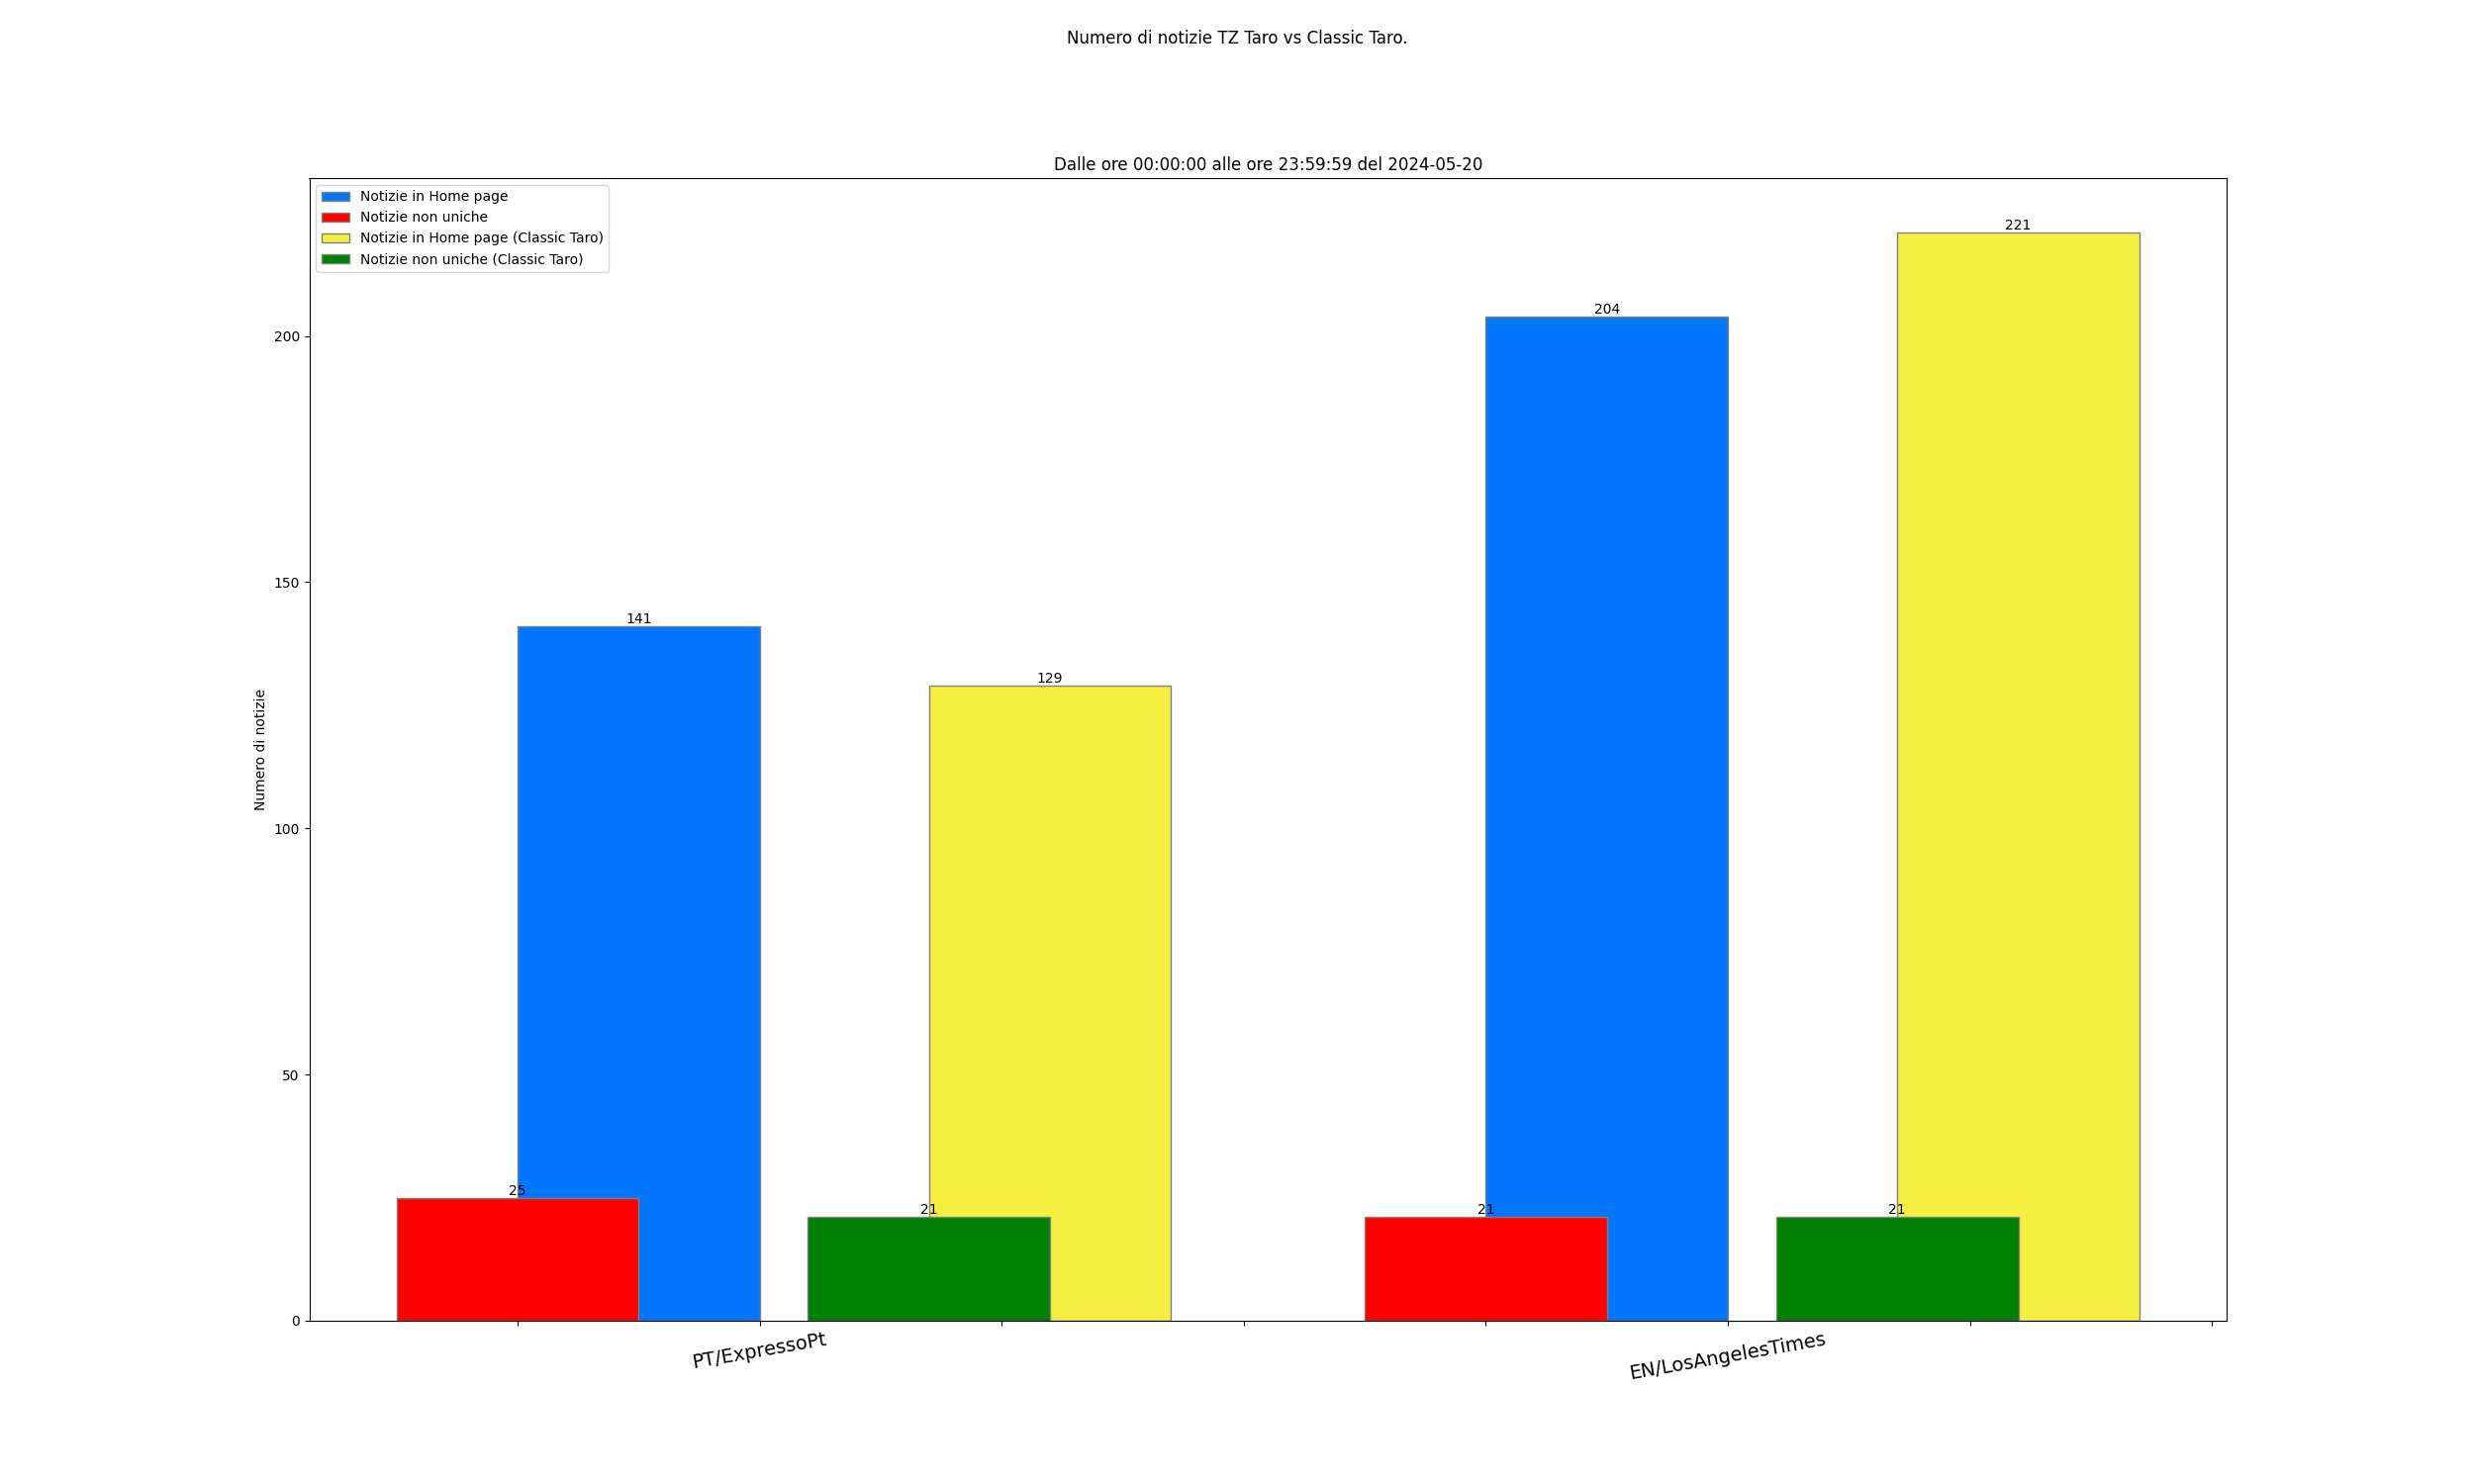 Numero di notizie TZ Taro vs Classic Taro.
Dalle ore 00:00:00 alle ore 23:59:59 del 2024-05-20
Notizie in Home page
Notizie non uniche
Notizie in Home page (Classic Taro)
Notizie non uniche (Classic Taro)
221
204
200
150
141
129
Numero di notizie
100
50
25
21
21
21
0
PT/ExpressoPt
EN/LosAngelesTimes